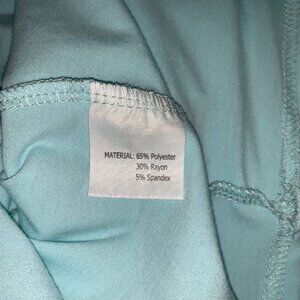 MATERIAL: 65% Polyester
30% Rayon
5% Spandex